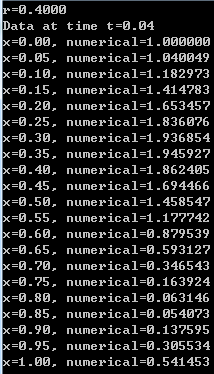 r=0.4000
Data at time t=0.04
x=0.00, numerical=1.000000
x=0.05, numerical=1.040049
x=0.10, numerical=1.182973
x=0.15, numerical=1.414783
x=0.20, numerical=1.653457
x=0.25, numerical=1.836076
x=0.30, numerical=1.936854
x=0.35, numerical=1.945927
x=0.40, numerical=1.862405
x=0.45, numerical=1.694466
x=0.50, numerical=1.458547
x=0.55, numerical=1.177742
x=0.60, numerical=0.879539
x=0.65, numerical=0.593127
x=0.70, numerical=0.346543
x=0.75, numerical=0.163924
x=0.80, numerical=0.063146
x=0.85, numerical=0.054073
x=0.90, numerical=0.137595
x=0.95, numerical=0.305534
x=1.00, numerical=0.541453